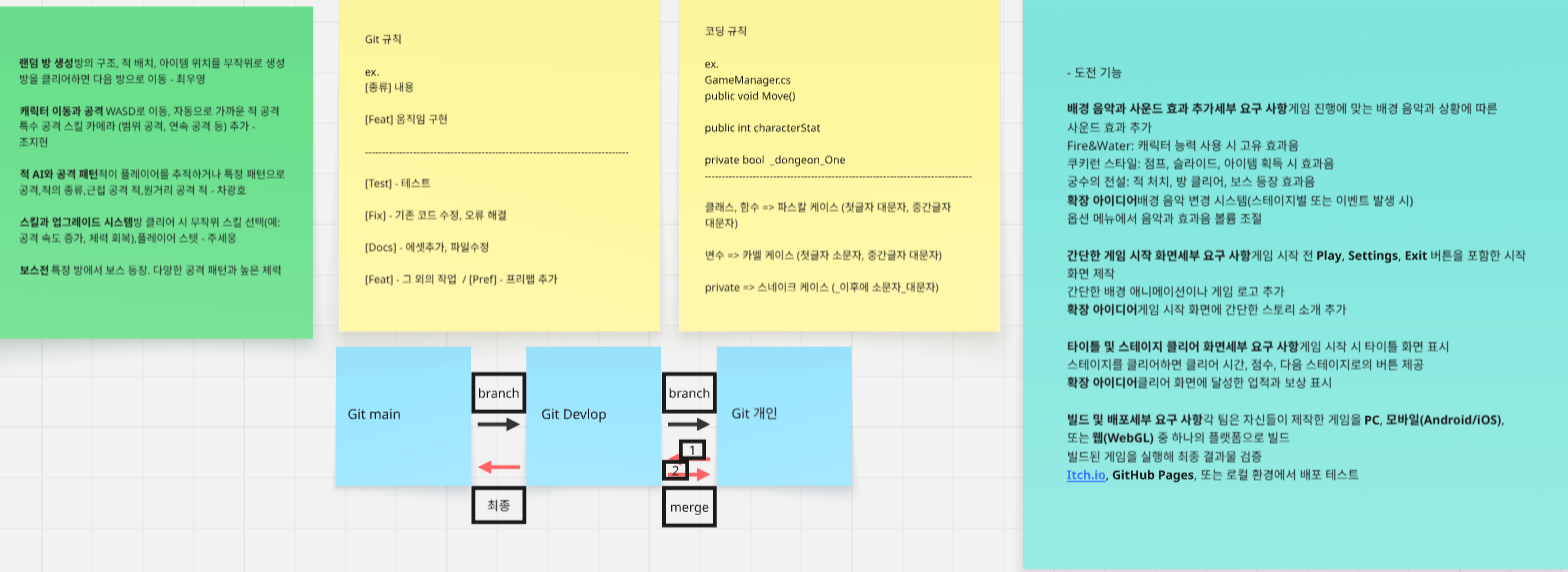 랜덤 방 생성방의 구조, 적 배치, 아이템 위치를 무작위로 생성
방을 클리어하면 다음 방으로 이동 - 최우영
캐릭터 이동과 공격 WASD로 이동, 자동으로 가까운 적 공격
특수 공격 스킬 카메라 (범위 공격, 연속 공격 등) 추가 -
조지현
적 AI와 공격 패턴적이 플레이어를 추적하거나 특정 패턴으로
공격,적의 종류,근접 공격 적,원거리 공격 적 - 차광호
스킬과 업그레이드 시스템방 클리어 시 무작위 스킬 선택(예:
공격 속도 증가, 체력 회복),플레이어 스텟 - 주세웅
보스전 특정 방에서 보스 등장. 다양한 공격 패턴과 높은 체력
Git 규칙
ex.
[종류] 내용
[Feat] 움직임 구현
--------------------------------------------------------------------------
[Test] - 테스트
[Fix] - 기존 코드 수정, 오류 해결
[Docs] - 에셋추가, 파일수정
[Feat] - 그 외의 작업 / [Pref] - 프리팹 추가
코딩 규칙
ex.
GameManager.cs
public void Move()
public int characterStat
private bool _dongeon_One
--------------------------------------------------------------------------
클래스, 함수 => 파스칼 케이스 (첫글자 대문자, 중간글자
대문자)
변수 => 카멜 케이스 (첫글자 소문자, 중간글자 대문자)
private => 스네이크 케이스 (_이후에 소문자_대문자)
Git main
branch
최종
Git Devlop
branch
1
2
merge
Git 개인
- 도전 기능
배경 음악과 사운드 효과 추가세부 요구 사항게임 진행에 맞는 배경 음악과 상황에 따른
사운드 효과 추가
Fire&Water: 캐릭터 능력 사용 시 고유 효과음
쿠키런 스타일: 점프, 슬라이드, 아이템 획득 시 효과음
궁수의 전설: 적 처치, 방 클리어, 보스 등장 효과음
확장 아이디어배경 음악 변경 시스템(스테이지별 또는 이벤트 발생 시)
옵션 메뉴에서 음악과 효과음 볼륨 조절
간단한 게임 시작 화면세부 요구 사항게임 시작 전 Play, Settings, Exit 버튼을 포함한 시작
화면 제작
간단한 배경 애니메이션이나 게임 로고 추가
확장 아이디어게임 시작 화면에 간단한 스토리 소개 추가
타이틀 및 스테이지 클리어 화면세부 요구 사항게임 시작 시 타이틀 화면 표시
스테이지를 클리어하면 클리어 시간, 점수, 다음 스테이지로의 버튼 제공
확장 아이디어클리어 화면에 달성한 업적과 보상 표시
빌드 및 배포세부 요구 사항각 팀은 자신들이 제작한 게임을 PC, 모바일(Android/iOS),
또는 웹(WebGL) 중 하나의 플랫폼으로 빌드
빌드된 게임을 실행해 최종 결과물 검증
Itch.io, GitHub Pages, 또는 로컬 환경에서 배포 테스트